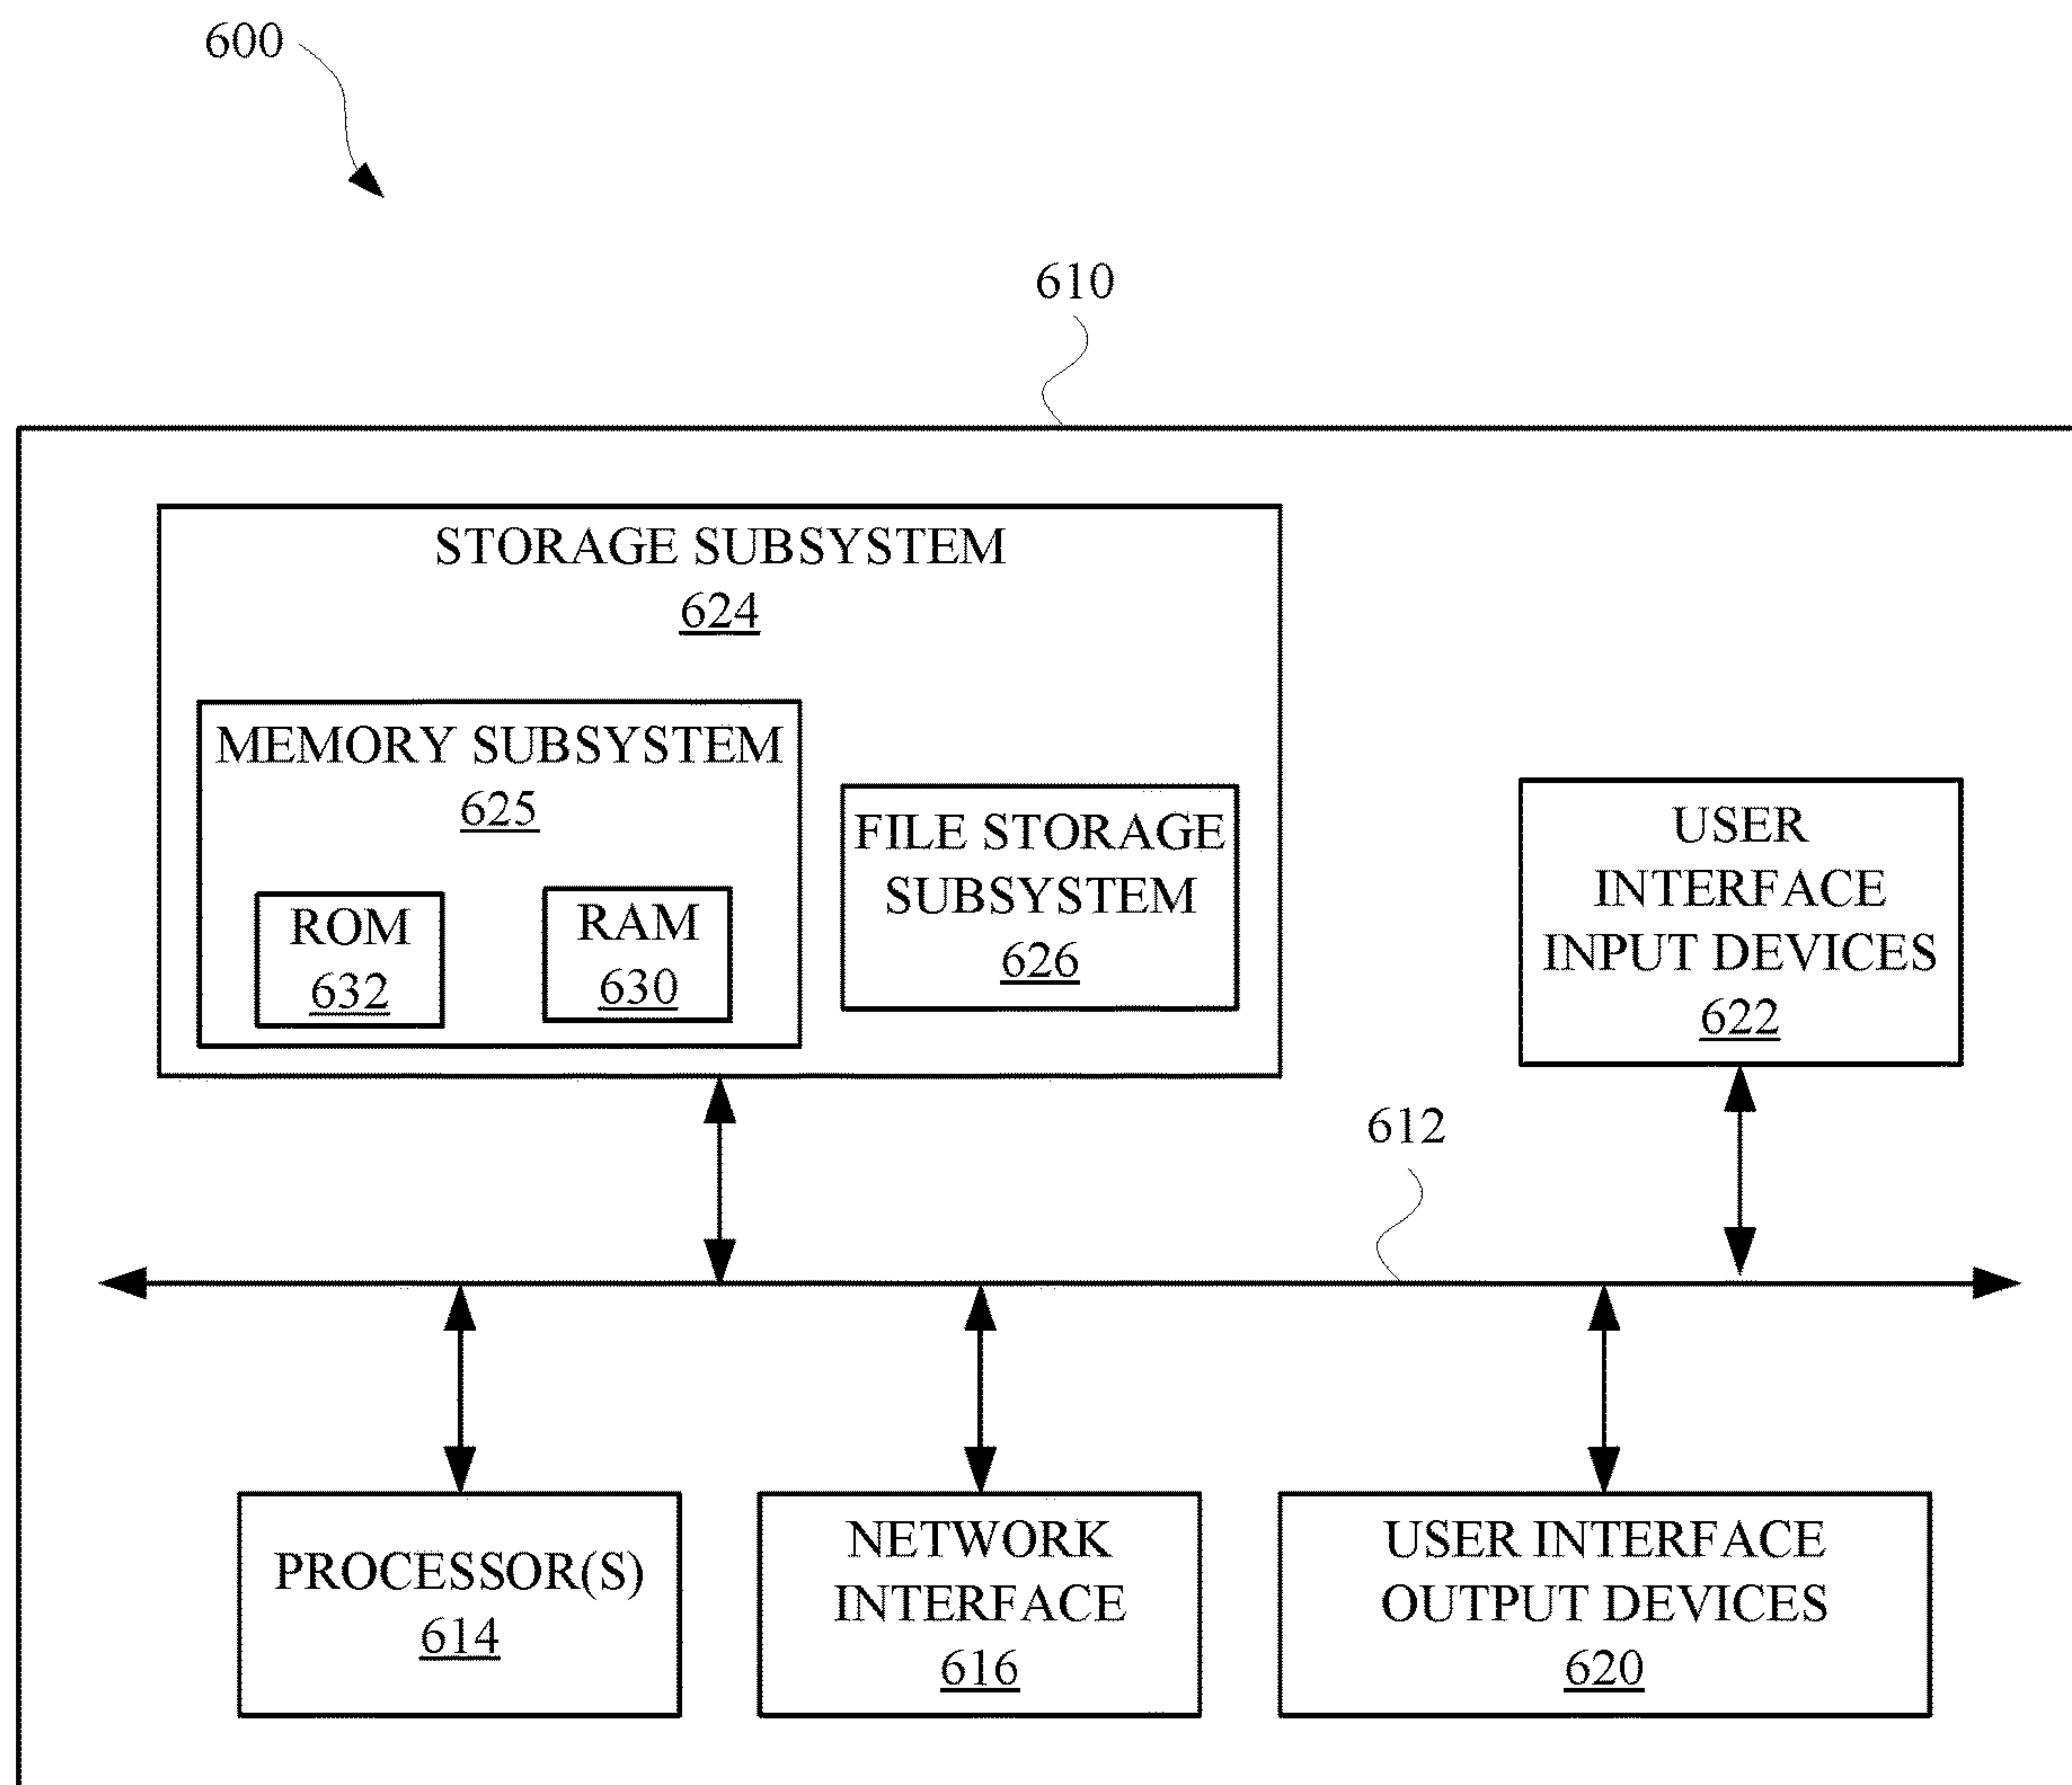 600
610
STORAGE SUBSYSTEM
624
MEMORY SUBSYSTEM
625
ROM
632
RAM
630
FILE STORAGE
SUBSYSTEM
626
USER
INTERFACE
INPUT DEVICES
622
612
PROCESSOR(S)
614
NETWORK
INTERFACE
616
USER INTERFACE
OUTPUT DEVICES
620